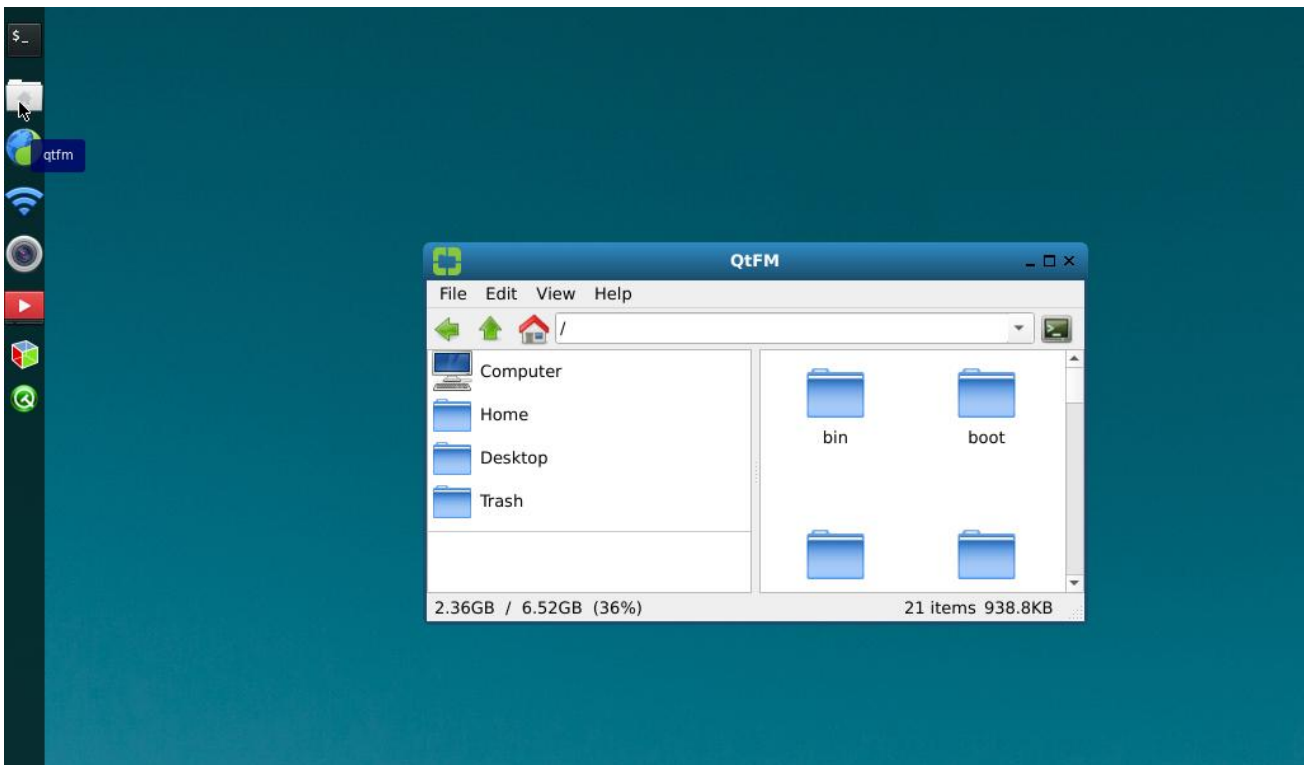 $_
qtfm
QtFM
File Edit View Help
/
Computer
Home
Desktop
Trash
bin boot
2.36GB / 6.52GB (36%) 21 items 938.8KB